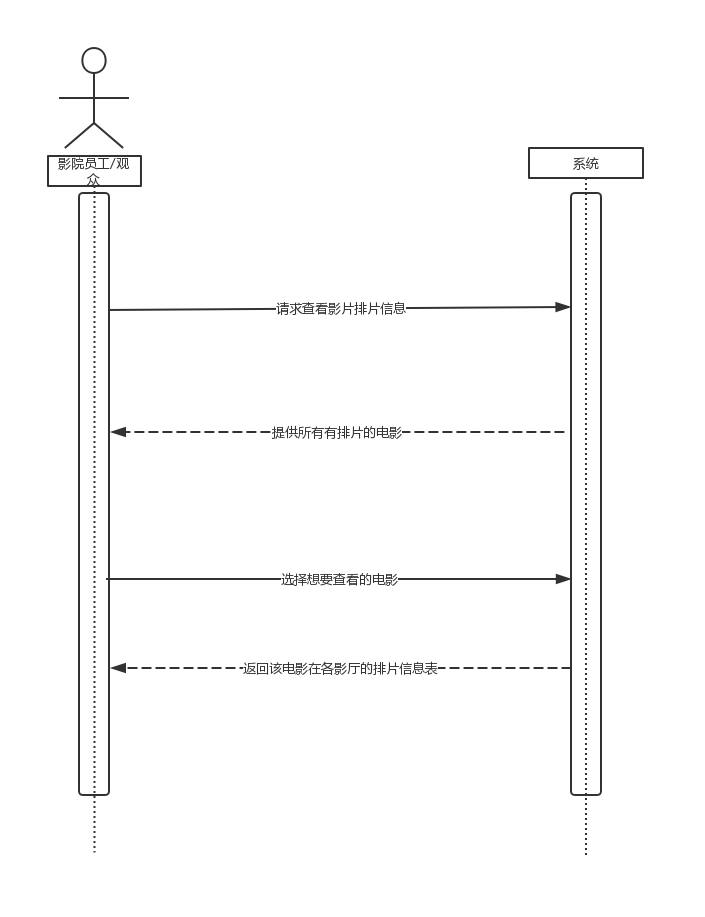 影院员工/观
众
系统
请求查看影片排片信息
提供所有有排片的电影
选择想要查看的电影
返回该电影在各影厅的排片信息表